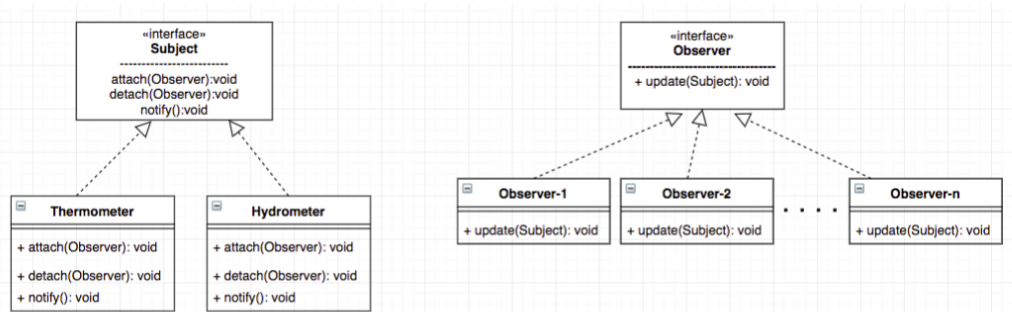 «interface»
Subject
attach(Observer):void
detach(Observer):void
notify():void
Thermometer
+ attach(Observer): void
+ detach(Observer): void
+ notify(): void
Hydrometer
+ attach(Observer): void
+ detach(Observer): void
+ notify(): void
«interface»
Observer
+ update(Subject): void
Observer-1
+ update(Subject): void
Observer-2
+ update(Subject): void
. . . .
Observer-n
+ update(Subject): void